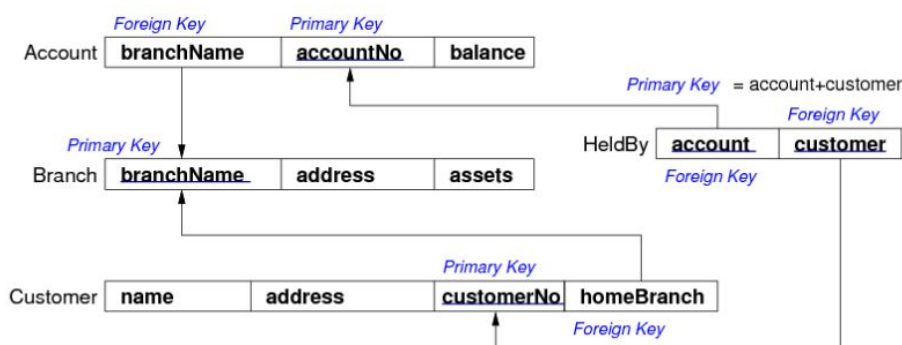 Foreign Key Primary Key
Account branchName accountNo balance
Primary Key = account+customer
Foreign Key
Primary Key
HeldBy account customer
Branch branchName address assets
Foreign Key
Primary Key
Customer name address customerNo homeBranch
Foreign Key